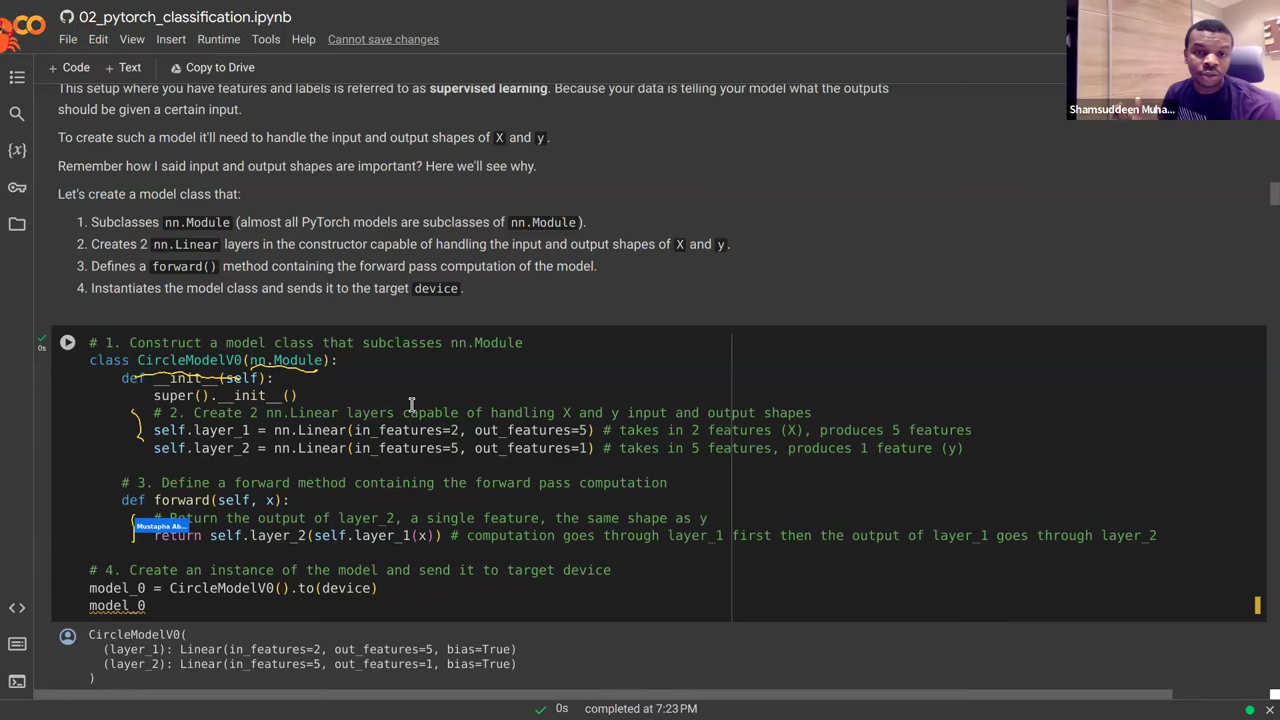 02_pytorch_classification.ipynb
File Edit View Insert Runtime Tools Help Cannot save changes
+ Code + Text Copy to Drive
Shamsuddeen Muha...
This setup where you have features and labels is referred to as supervised learning. Because your data is telling your model what the outputs
should be given a certain input.
To create such a model it'll need to handle the input and output shapes of X and y.
Remember how I said input and output shapes are important? Here we'll see why.
Let's create a model class that:
1. Subclasses nn.Module (almost all PyTorch models are subclasses of nn.Module).
2. Creates 2 nn.Linear layers in the constructor capable of handling the input and output shapes of X and y.
3. Defines a forward() method containing the forward pass computation of the model.
4. Instantiates the model class and sends it to the target device.
0s
# 1. Construct a model class that subclasses nn.Module
class CircleModelV0(nn.Module):
def __init__(self):
super().__init__()
# 2. Create 2 nn.Linear layers capable of handling X and y input and output shapes
self.layer_1 = nn.Linear(in_features=2, out_features=5) # takes in 2 features (X), produces 5 features
self.layer_2 = nn.Linear(in_features=5, out_features=1) # takes in 5 features, produces 1 feature (y)
# 3. Define a forward method containing the forward pass computation
def forward(self, x):
# Return the output of layer_2, a single feature, the same shape as y
Mustapha Ab...
return self.layer_2(self.layer_1(x)) # computation goes through layer_1 first then the output of layer_1 goes through layer_2
# 4. Create an instance of the model and send it to target device
model_0 = CircleModelV0().to(device)
model_0
CircleModelV0(
(layer_1): Linear(in_features=2, out_features=5, bias=True)
(layer_2): Linear(in_features=5, out_features=1, bias=True)
)
0s completed at 7:23 PM